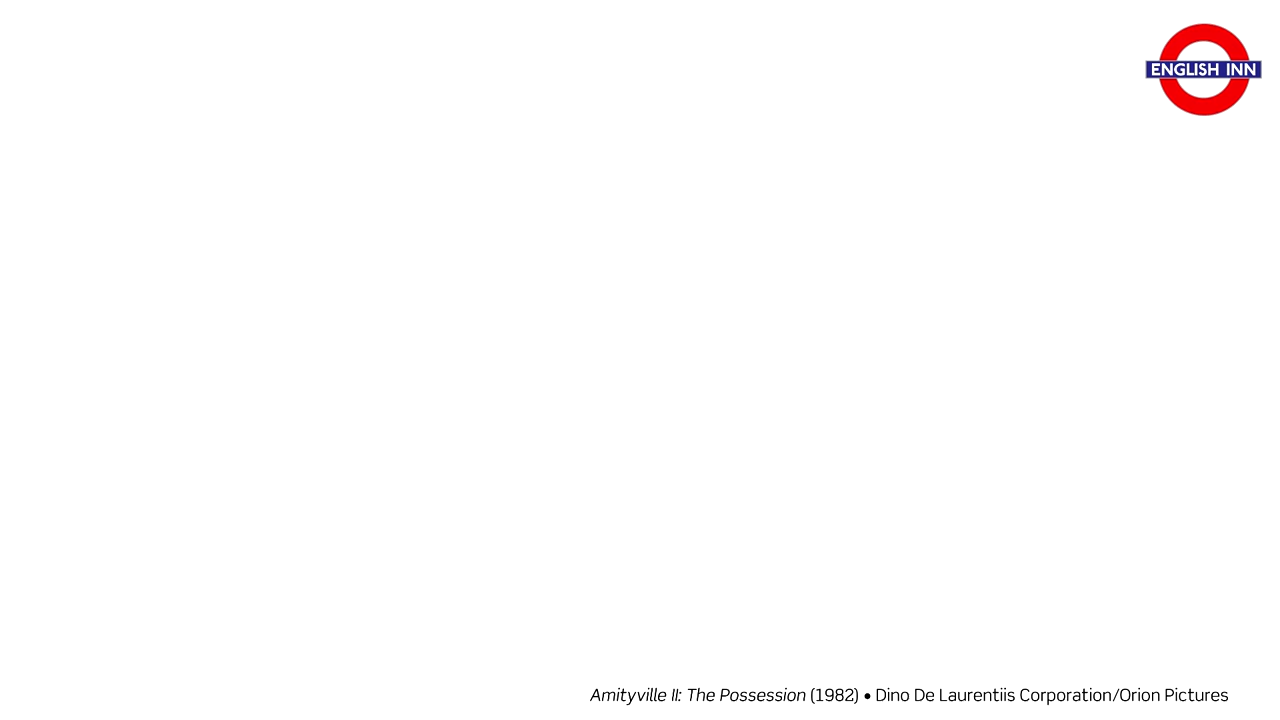 ENGLISH INN
Amityville II: The Possession (1982) • Dino De Laurentiis Corporation/Orion Pictures